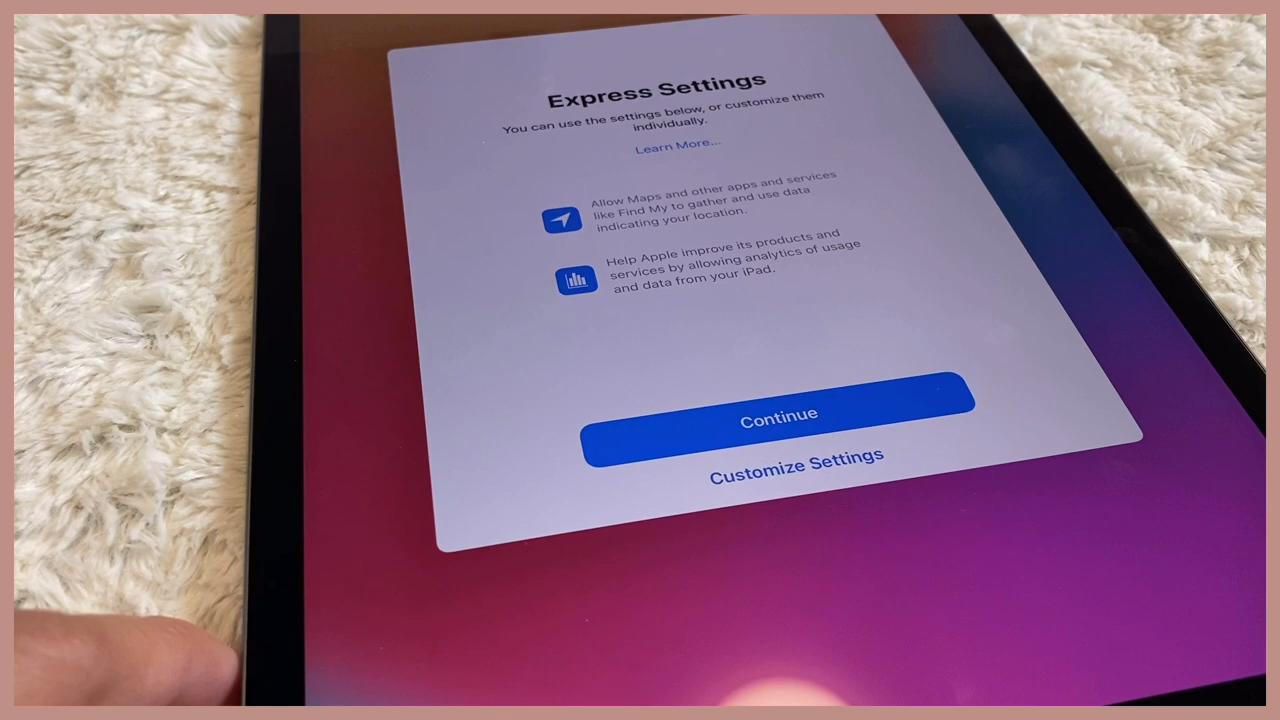 Express Settings
You can use the settings below, or customize them
individually.
Learn More...
Allow Maps and other apps and services
like Find My to gather and use data
indicating your location.
Help Apple improve its products and
services by allowing analytics of usage
and data from your iPad.
Continue
Customize Settings